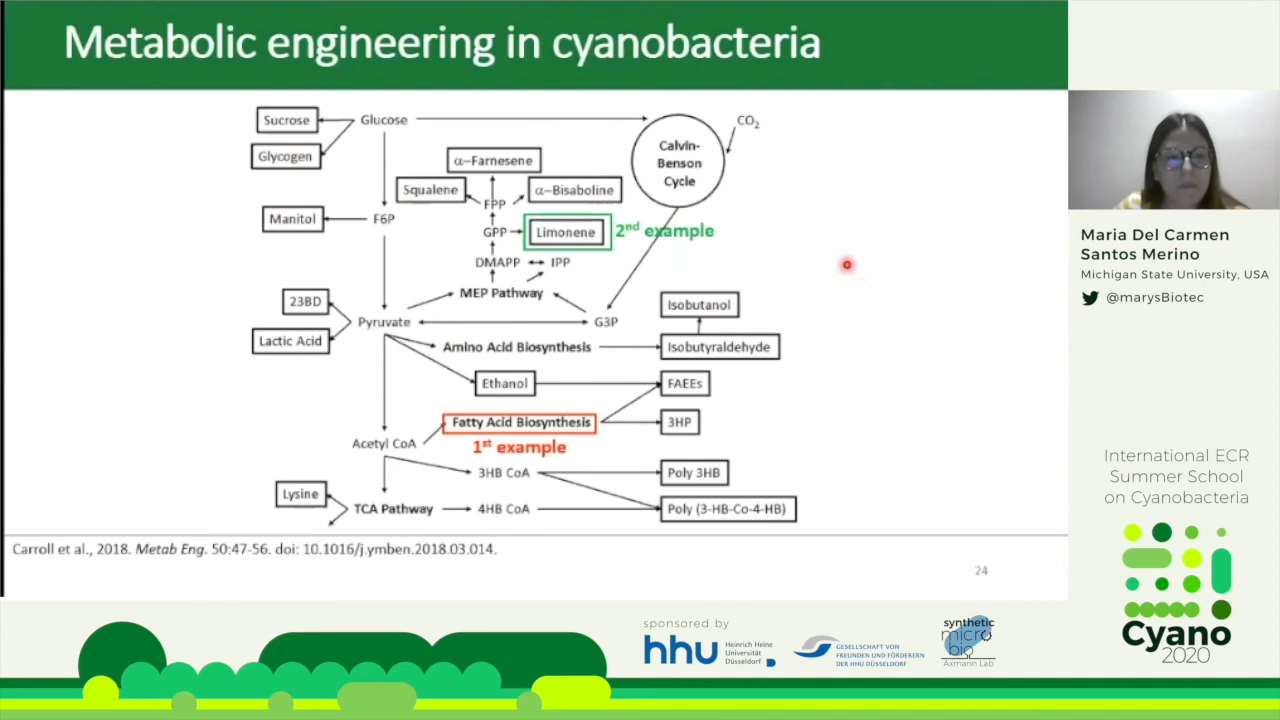 Metabolic engineering in cyanobacteria
Sucrose
Glucose
CO₂
Glycogen
Calvin-
Benson
Cycle
α−Farnesene
Squalene
α−Bisaboline
FPP
Manitol
F6P
GPP
Limonene
2nd example
DMAPP
IPP
MEP Pathway
23BD
Pyruvate
G3P
Isobutanol
Lactic Acid
Amino Acid Biosynthesis
Isobutyraldehyde
Ethanol
FAEEs
Fatty Acid Biosynthesis
3HP
1st example
Acetyl CoA
3HB CoA
Poly 3HB
Lysine
TCA Pathway
4HB CoA
Poly (3-HB-Co-4-HB)
Carroll et al., 2018. Metab Eng. 50:47-56. doi: 10.1016/j.ymben.2018.03.014.
24
Maria Del Carmen
Santos Merino
Michigan State University, USA
@marysBiotec
International ECR
Summer School
on Cyanobacteria
Cyano
2020
sponsored by
hhu
Heinrich Heine
Universität
Düsseldorf
GESELLSCHAFT VON
FREUNDEN UND FÖRDERERN
DER HHU DÜSSELDORF
synthetic
micro
bio
Axmann Lab